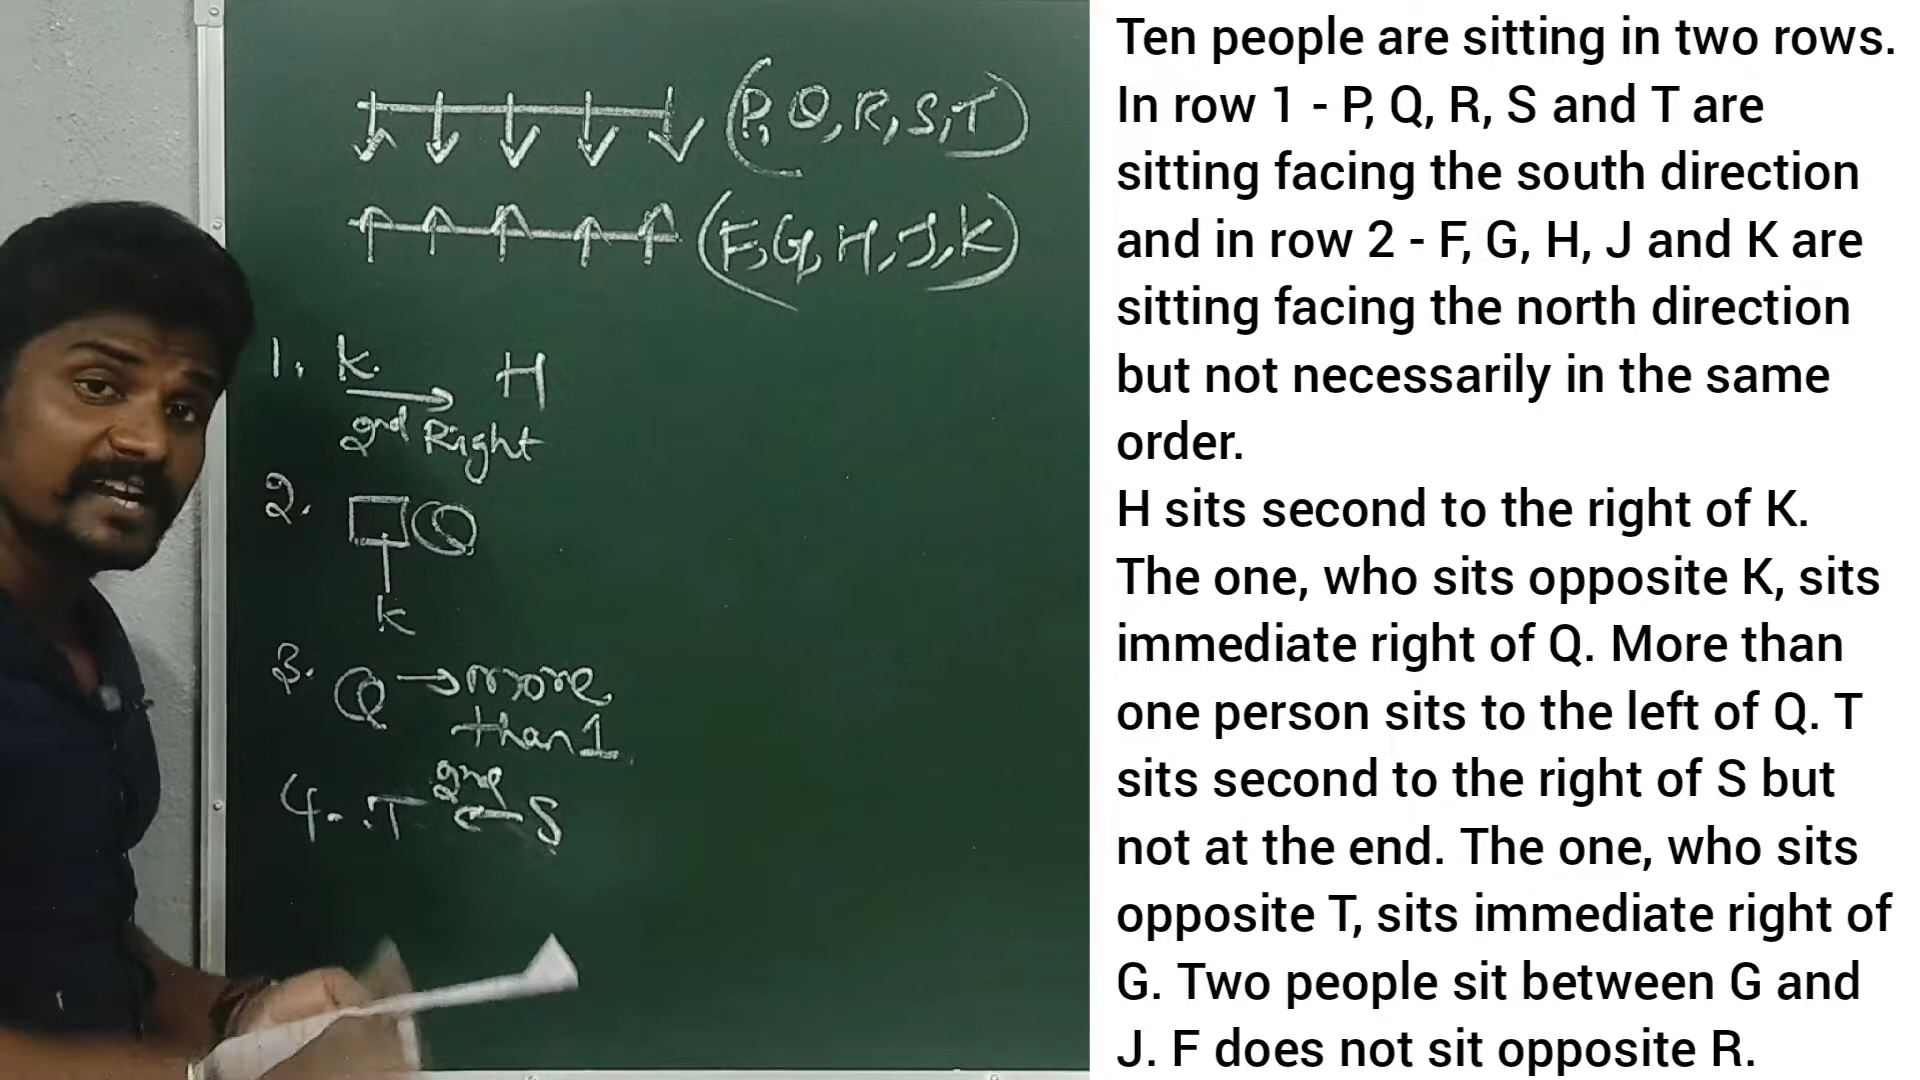 (P, Q, R, S, T)
(F, G, H, J, K)
1. K. H
2nd Right
2. Q
K
3. Q → more
than 1
2nd
4. T ← S
Ten people are sitting in two rows.
In row 1 - P, Q, R, S and T are
sitting facing the south direction
and in row 2 - F, G, H, J and K are
sitting facing the north direction
but not necessarily in the same
order.
H sits second to the right of K.
The one, who sits opposite K, sits
immediate right of Q. More than
one person sits to the left of Q. T
sits second to the right of S but
not at the end. The one, who sits
opposite T, sits immediate right of
G. Two people sit between G and
J. F does not sit opposite R.